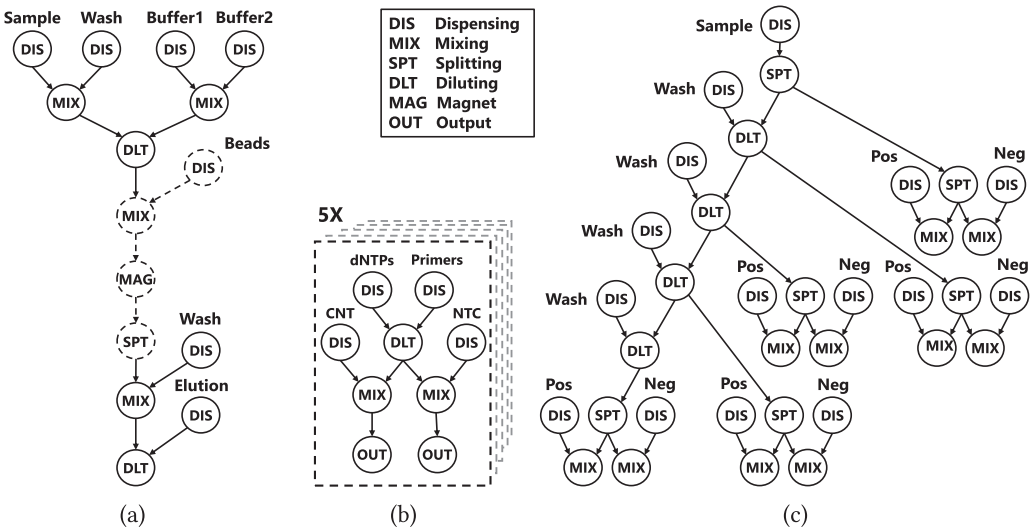 Sample Wash Buffer1 Buffer2
DIS DIS DIS DIS
MIX MIX
DLT
Beads
DIS
MIX
MAG
SPT
Wash
DIS
MIX
Elution
DIS
DLT
(a)
DIS Dispensing
MIX Mixing
SPT Splitting
DLT Diluting
MAG Magnet
OUT Output
5X
dNTPs Primers
DIS DIS
CNT NTC
DIS DLT DIS
MIX MIX
OUT OUT
(b)
Sample DIS
SPT
Wash DIS
DLT
Pos Neg
DIS SPT DIS
MIX MIX
Wash DIS
DLT
Pos Neg
DIS SPT DIS
MIX MIX
Wash DIS
DLT
Pos Neg
DIS SPT DIS
MIX MIX
Wash DIS
DLT
Pos Neg
DIS SPT DIS
MIX MIX
Pos Neg
DIS SPT DIS
MIX MIX
(c)